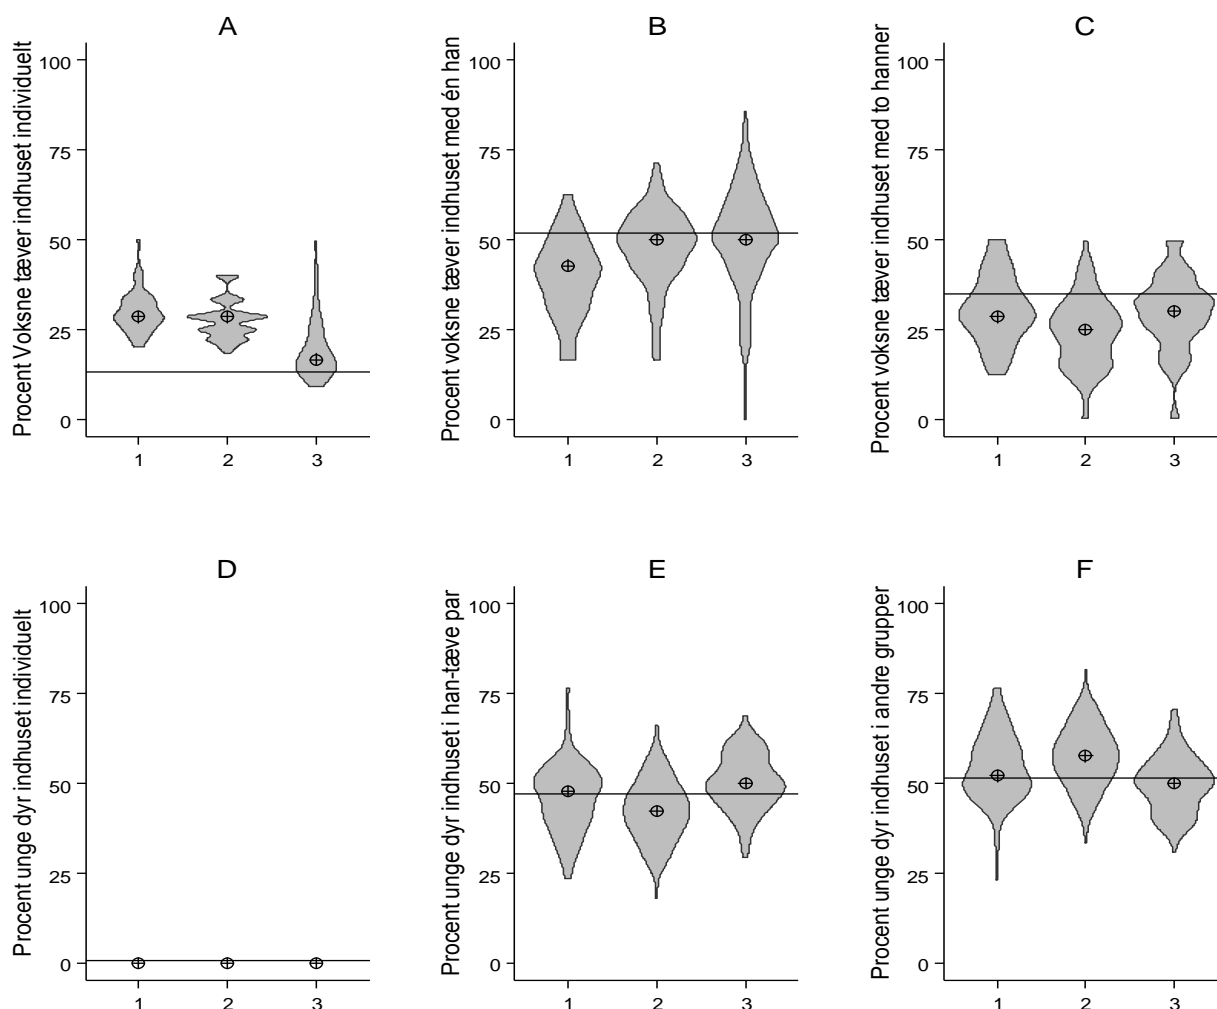 A
Procent Voksne tæver indhuset individuelt
100
75
50
25
0
1 2 3
B
Procent voksne tæver indhuset med én han
100
75
50
25
0
1 2 3
C
Procent voksne tæver indhuset med to hanner
100
75
50
25
0
1 2 3
D
Procent unge dyr indhuset individuelt
100
75
50
25
0
1 2 3
E
Procent unge dyr indhuset i han-tæve par
100
75
50
25
0
1 2 3
F
Procent unge dyr indhuset i andre grupper
100
75
50
25
0
1 2 3